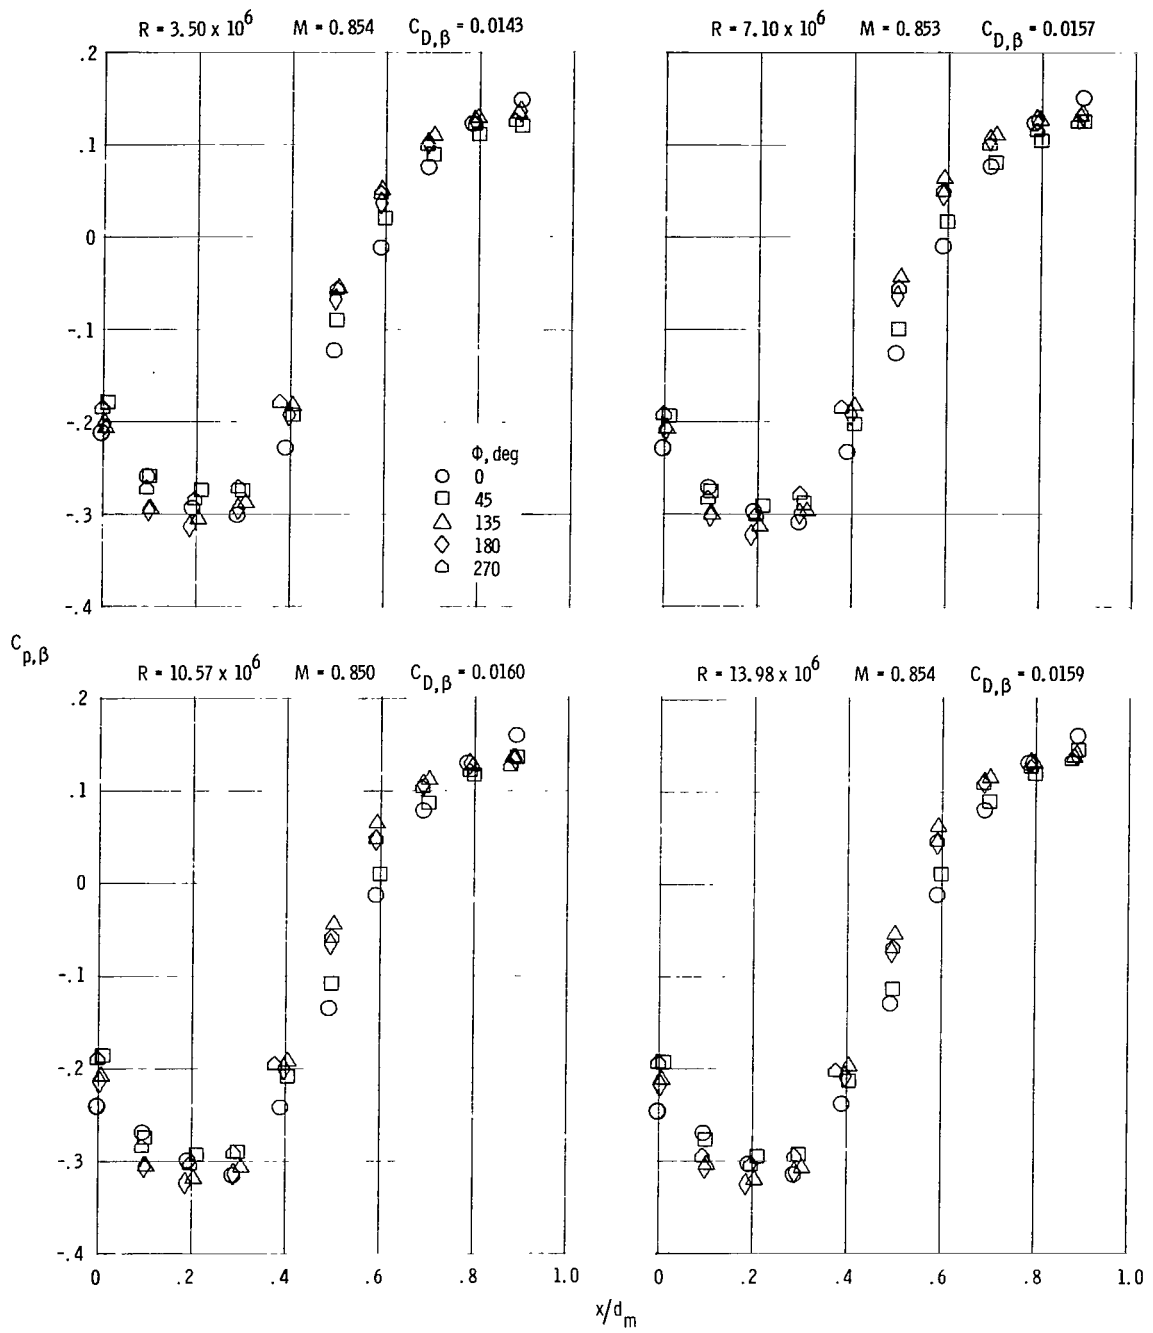 R = 3.50 x 10^6 M = 0.854 C_D,β = 0.0143
R = 7.10 x 10^6 M = 0.853 C_D,β = 0.0157
.2
.1
0
-.1
-.2
-.3
-.4
Φ, deg
0
45
135
180
270
C_p,β
R = 10.57 x 10^6 M = 0.850 C_D,β = 0.0160
R = 13.98 x 10^6 M = 0.854 C_D,β = 0.0159
.2
.1
0
-.1
-.2
-.3
-.4
0 .2 .4 .6 .8 1.0
0 .2 .4 .6 .8 1.0
x/d_m